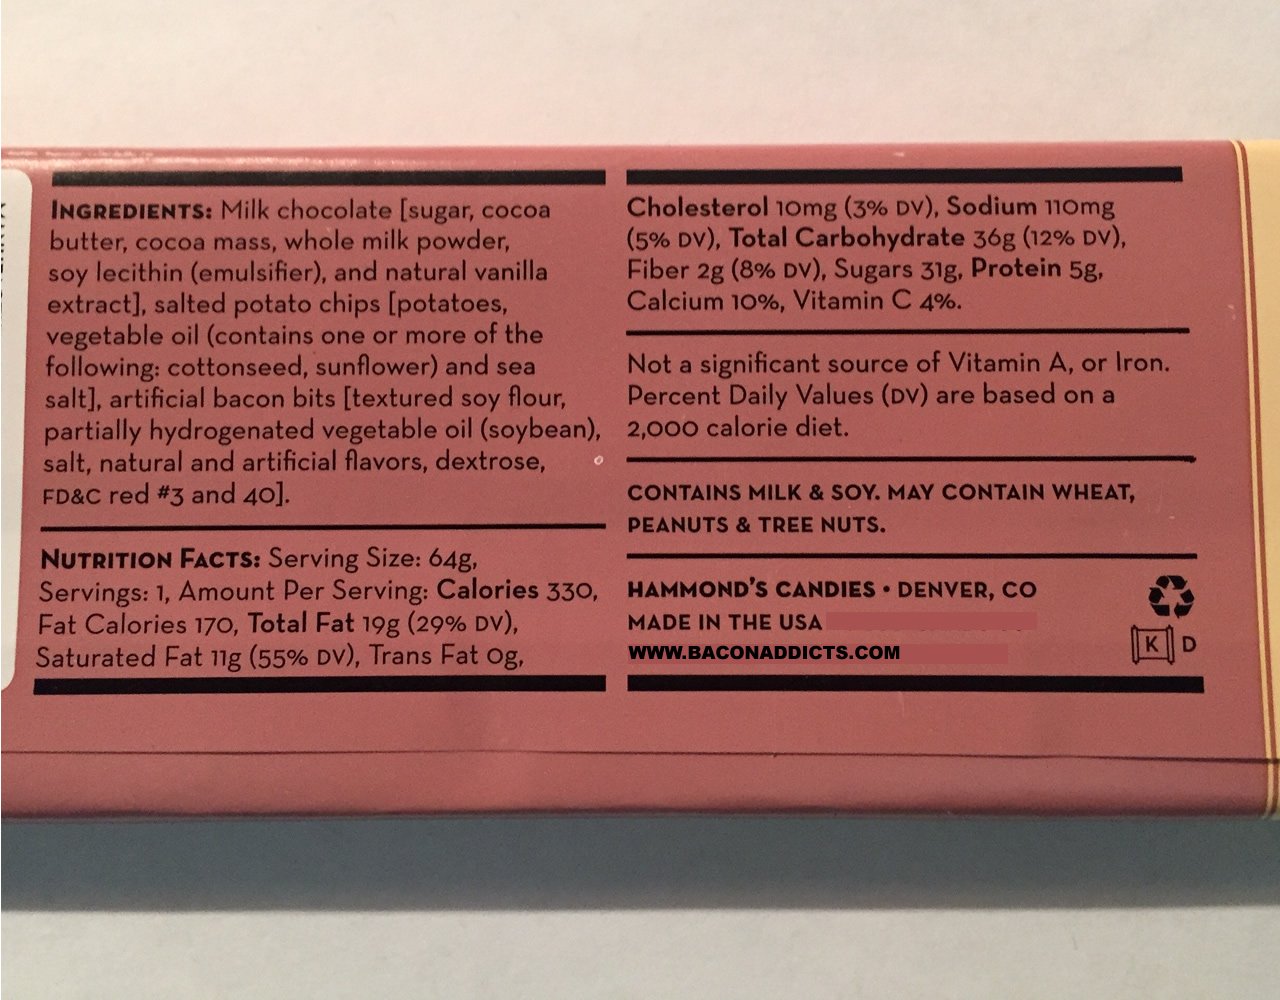 INGREDIENTS: Milk chocolate [sugar, cocoa
butter, cocoa mass, whole milk powder,
soy lecithin (emulsifier), and natural vanilla
extract], salted potato chips [potatoes,
vegetable oil (contains one or more of the
following: cottonseed, sunflower) and sea
salt], artificial bacon bits [textured soy flour,
partially hydrogenated vegetable oil (soybean),
salt, natural and artificial flavors, dextrose,
FD&C red #3 and 40].
NUTRITION FACTS: Serving Size: 64g,
Servings: 1, Amount Per Serving: Calories 330,
Fat Calories 170, Total Fat 19g (29% DV),
Saturated Fat 11g (55% DV), Trans Fat 0g,
Cholesterol 10mg (3% DV), Sodium 110mg
(5% DV), Total Carbohydrate 36g (12% DV),
Fiber 2g (8% DV), Sugars 31g, Protein 5g,
Calcium 10%, Vitamin C 4%.
Not a significant source of Vitamin A, or Iron.
Percent Daily Values (DV) are based on a
2,000 calorie diet.
CONTAINS MILK & SOY. MAY CONTAIN WHEAT,
PEANUTS & TREE NUTS.
HAMMOND'S CANDIES • DENVER, CO
MADE IN THE USA
WWW.BACONADDICTS.COM
K D